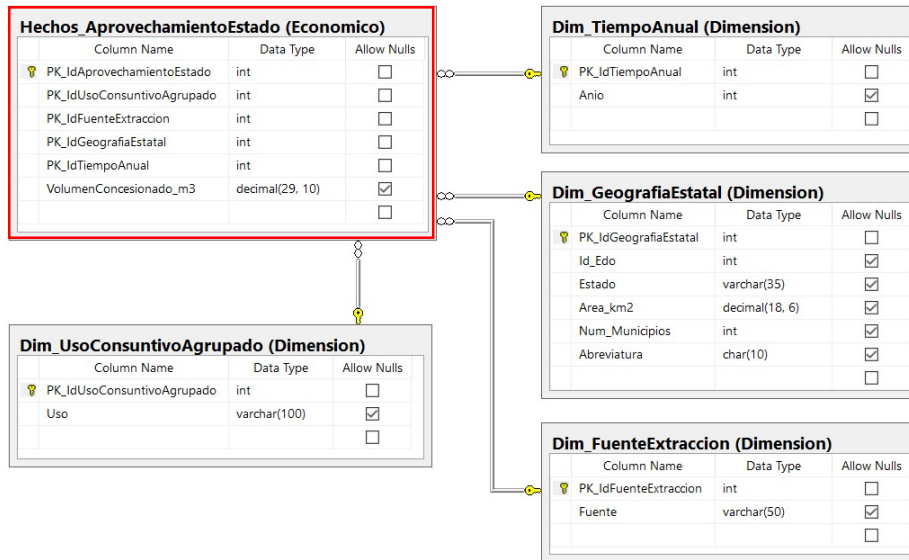 Hechos_AprovechamientoEstado (Economico)
Column Name Data Type Allow Nulls
PK_IdAprovechamientoEstado int
PK_IdUsoConsuntivoAgrupado int
PK_IdFuenteExtraccion int
PK_IdGeografiaEstatal int
PK_IdTiempoAnual int
VolumenConcesionado_m3 decimal(29, 10)
Dim_TiempoAnual (Dimension)
Column Name Data Type Allow Nulls
PK_IdTiempoAnual int
Anio int
Dim_GeografiaEstatal (Dimension)
Column Name Data Type Allow Nulls
PK_IdGeografiaEstatal int
Id_Edo int
Estado varchar(35)
Area_km2 decimal(18, 6)
Num_Municipios int
Abreviatura char(10)
Dim_UsoConsuntivoAgrupado (Dimension)
Column Name Data Type Allow Nulls
PK_IdUsoConsuntivoAgrupado int
Uso varchar(100)
Dim_FuenteExtraccion (Dimension)
Column Name Data Type Allow Nulls
PK_IdFuenteExtraccion int
Fuente varchar(50)